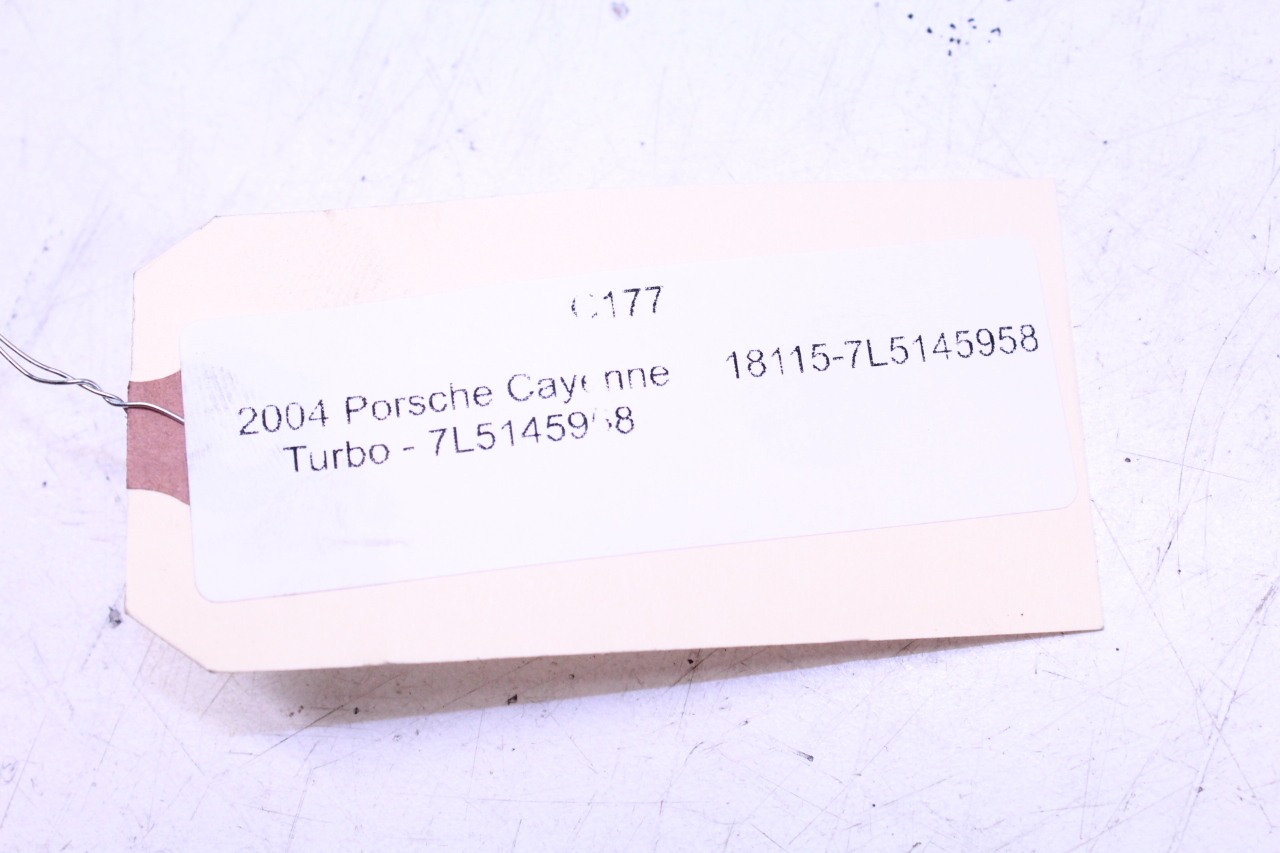 C177
2004 Porsche Cayenne
Turbo - 7L5145958
18115-7L5145958